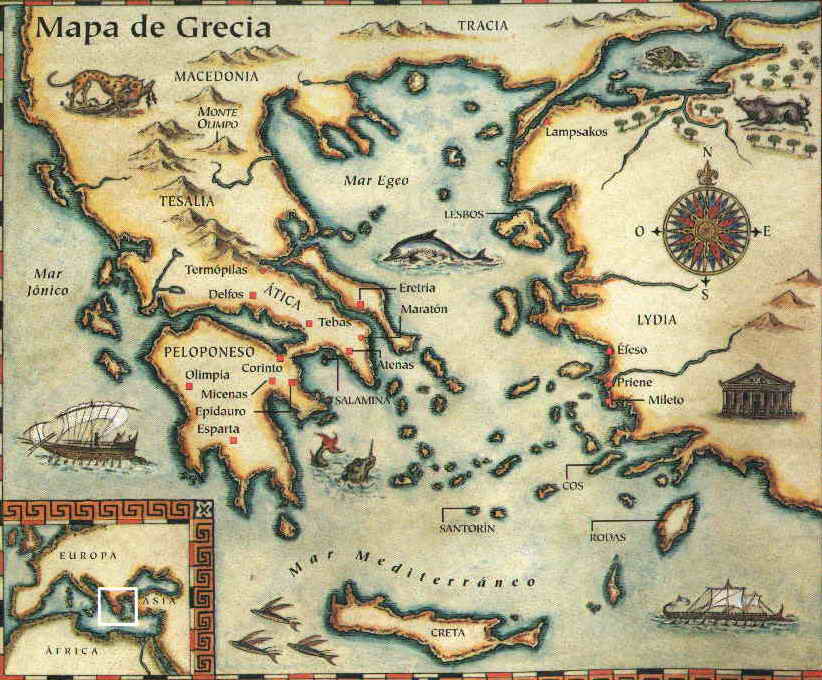 Mapa de Grecia
TRACIA
MACEDONIA
MONTE
OLIMPO
Lampsakos
N
Mar Egeo
TESALIA
LESBOS
O
E
S
Mar
Jónico
Termópilas
Delfos
ÁTICA
Eretria
Maratón
Tebas
LYDIA
PELOPONESO
Corinto
Atenas
Éfeso
Olimpia
Micenas
Priene
SALAMINA
Mileto
Epidauro
Esparta
COS
SANTORÍN
RODAS
EUROPA
ASIA
ÁFRICA
Mar Mediterránco
CRETA